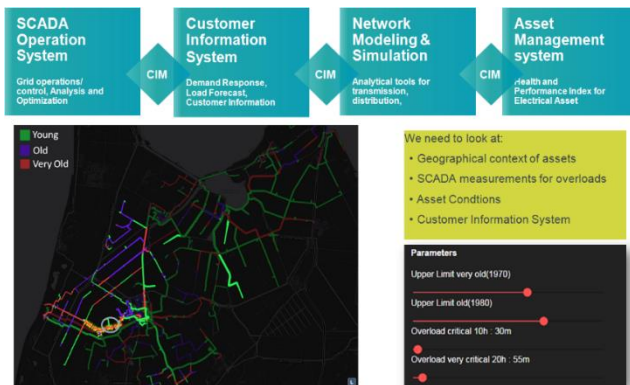 SCADA
Operation
System
Grid operations/
control, Analysis and
Optimization
CIM
Customer
Information
System
Demand Response,
Load Forecast,
Customer Information
CIM
Network
Modeling &
Simulation
Analytical tools for
transmission,
distribution,
CIM
Asset
Management
system
Health and
Performance Index for
Electrical Asset
Young
Old
Very Old
We need to look at:
• Geographical context of assets
• SCADA measurements for overloads
• Asset Condtions
• Customer Information System
Parameters
Upper Limit very old(1970)
Upper Limit old(1980)
Overload critical 10h : 30m
Overload very critical 20h : 55m